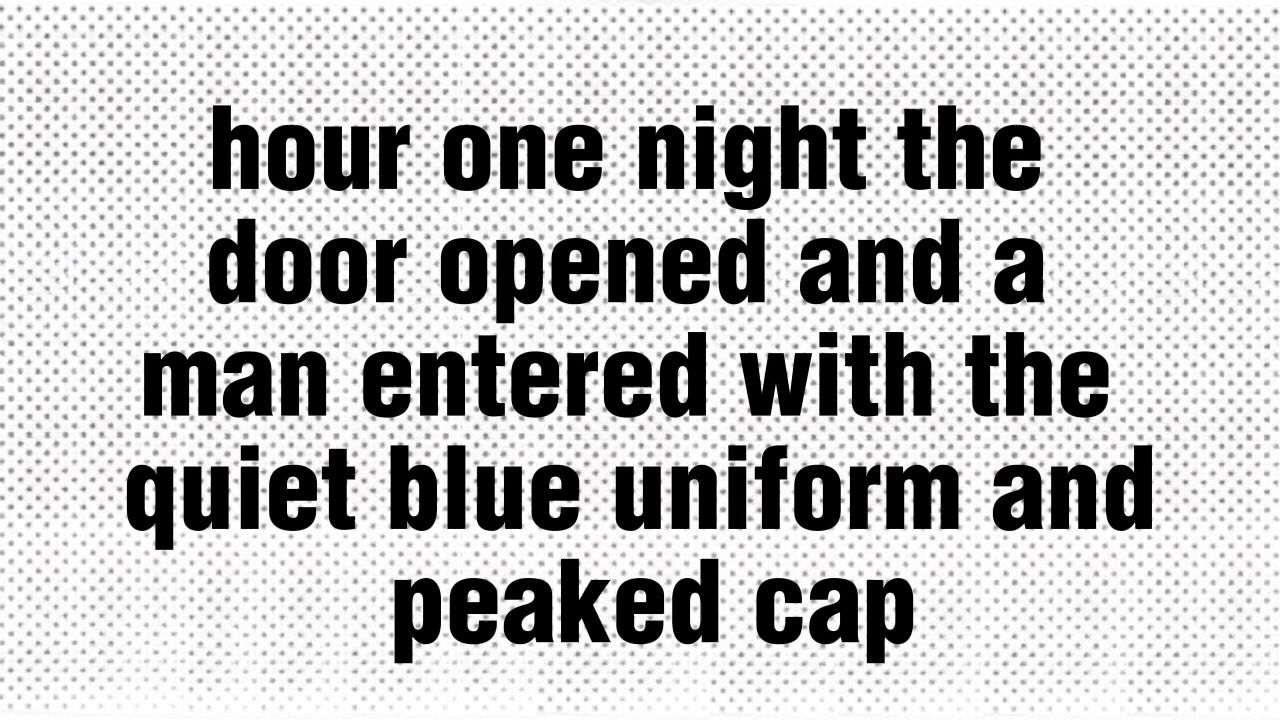 hour one night the
door opened and a
man entered with the
quiet blue uniform and
peaked cap